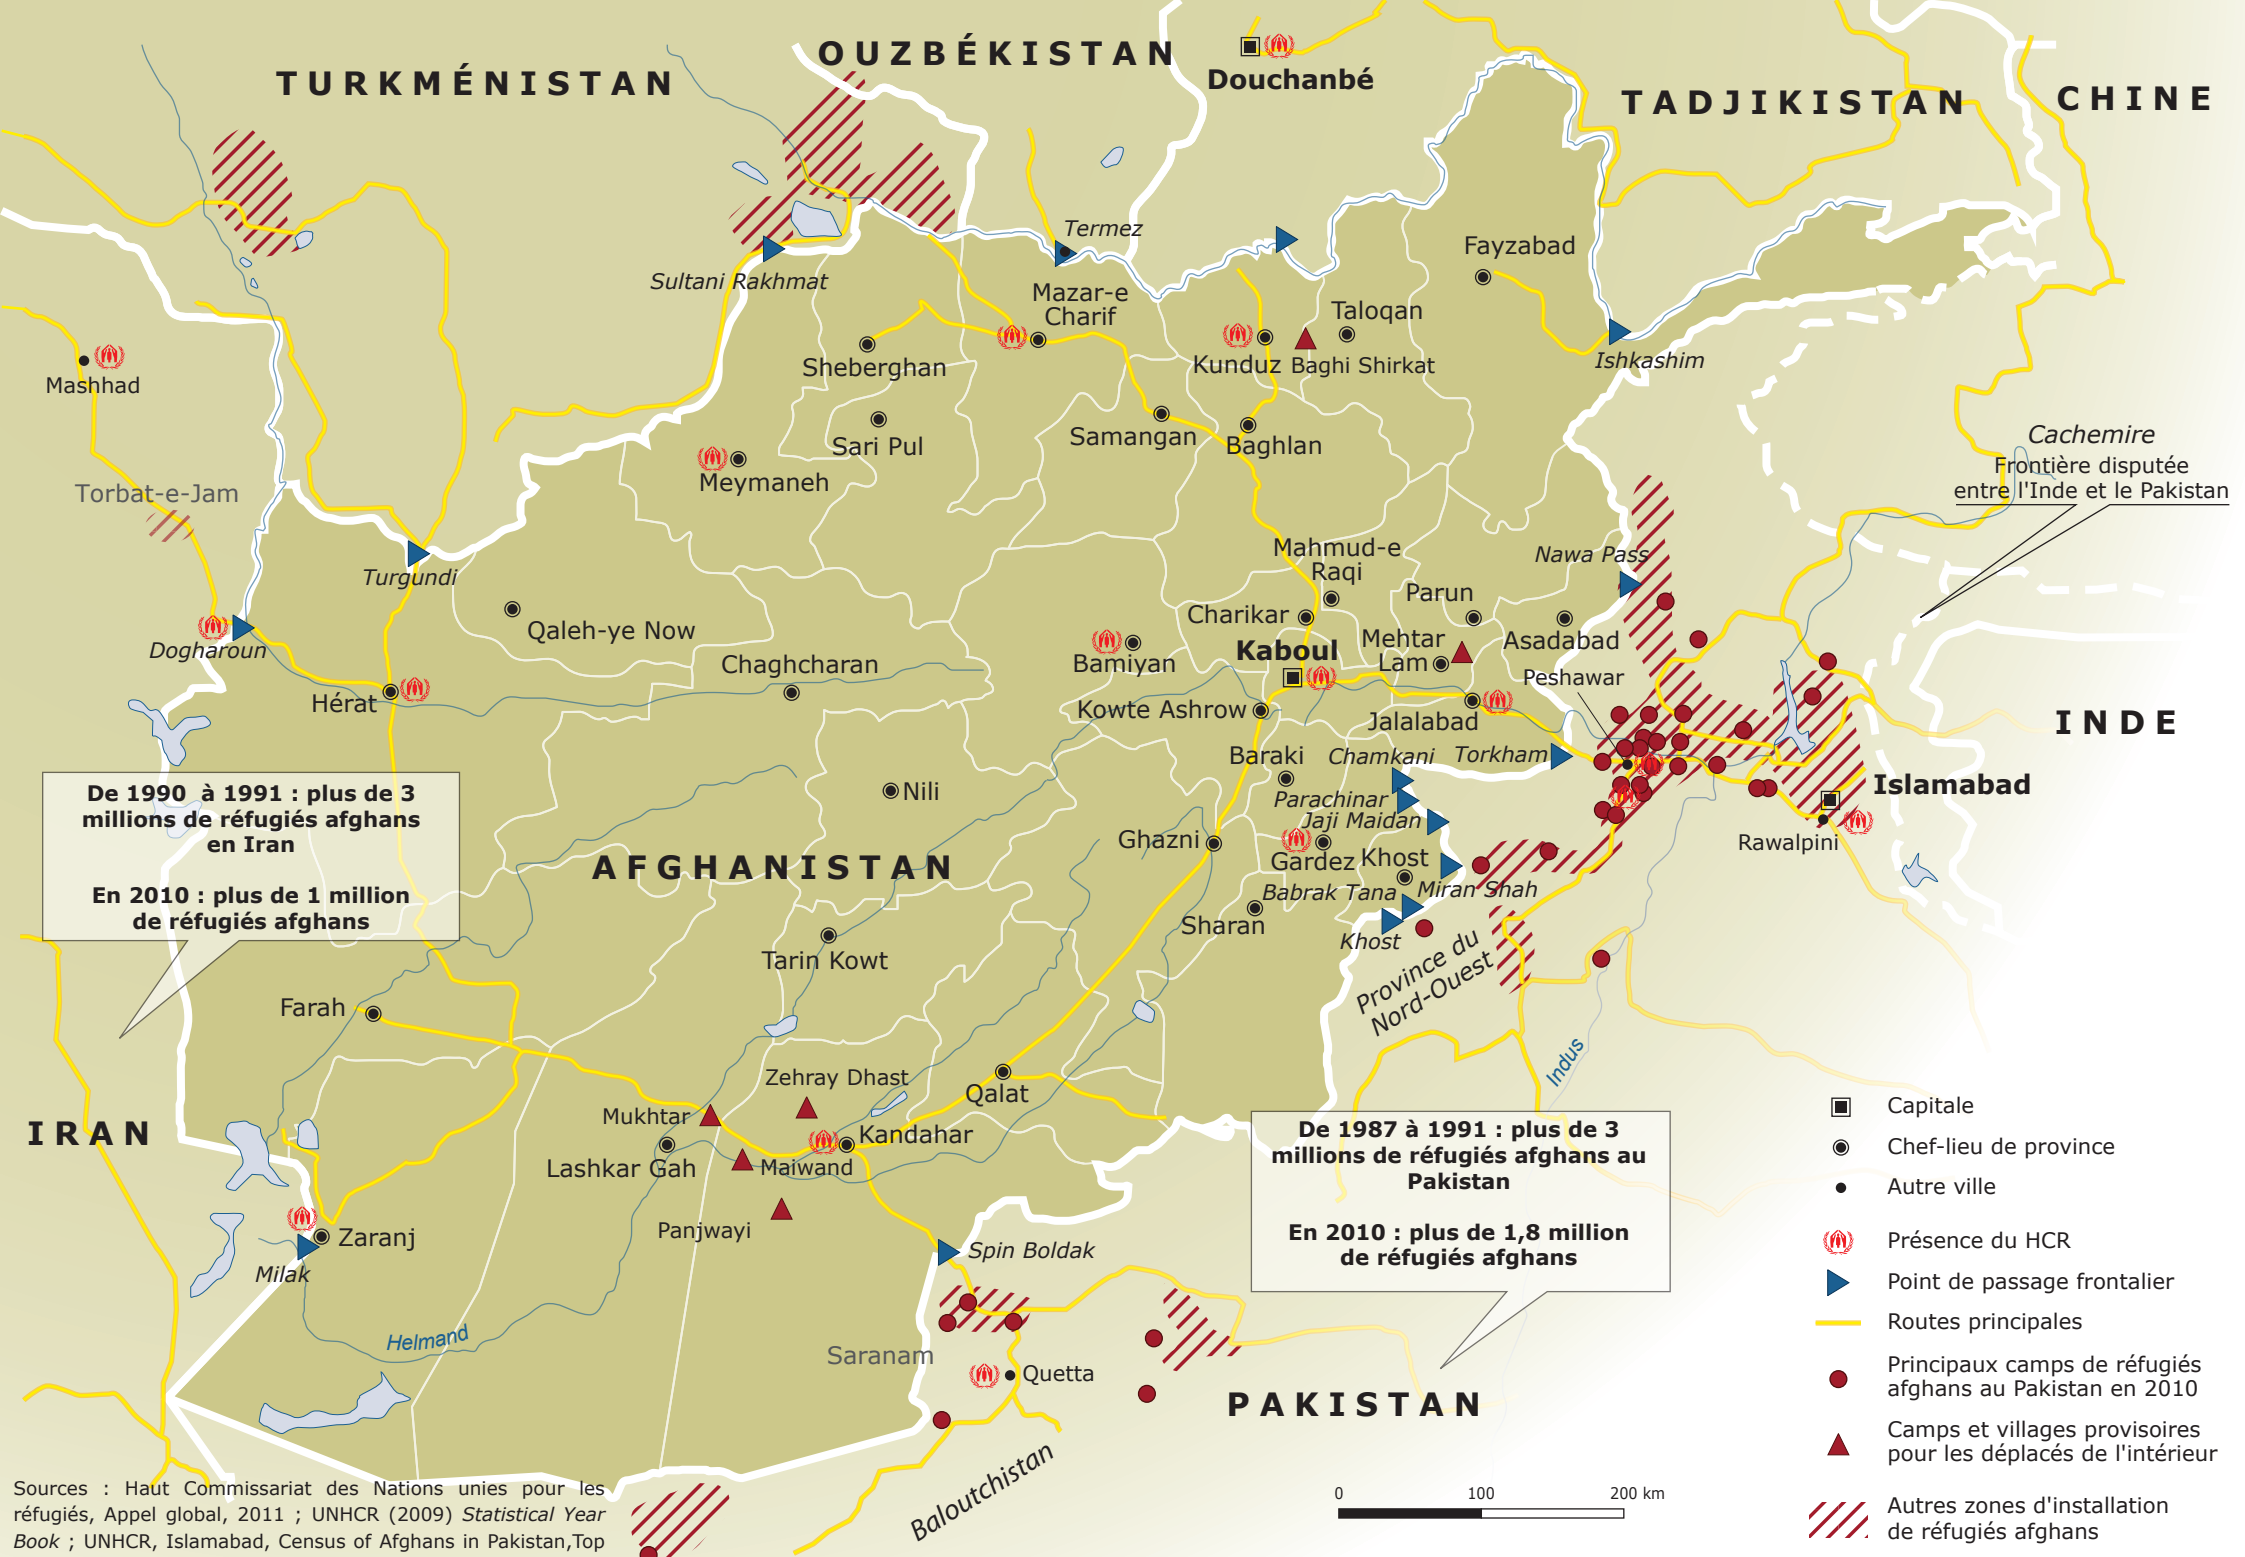 TURKMÉNISTAN
OUZBÉKISTAN
Douchanbé
TADJIKISTAN
CHINE
Termez
Sultani Rakhmat
Fayzabad
Mazar-e
Charif
Taloqan
Sheberghan
Kunduz
Baghi Shirkat
Ishkashim
Mashhad
Sari Pul
Samangan
Baghlan
Meymaneh
Cachemire
Frontière disputée
entre l'Inde et le Pakistan
Torbat-e-Jam
Turgundi
Mahmud-e
Raqi
Nawa Pass
Parun
Charikar
Qaleh-ye Now
Dogharoun
Mehtar
Lam
Asadabad
Kaboul
Bamiyan
Chaghcharan
Peshawar
Hérat
Kowte Ashrow
Jalalabad
INDE
Baraki
Chamkani
Torkham
Islamabad
Nili
Parachinar
Jaji Maidan
Rawalpini
Ghazni
Gardez
Khost
AFGHANISTAN
Babrak Tana
Miran Shah
Sharan
Khost
De 1990 à 1991 : plus de 3
millions de réfugiés afghans
en Iran
En 2010 : plus de 1 million
de réfugiés afghans
Tarin Kowt
Province du
Nord-Ouest
Farah
Indus
Zehray Dhast
Qalat
Mukhtar
IRAN
Kandahar
Lashkar Gah
Maiwand
Panjwayi
Zaranj
Milak
Spin Boldak
Helmand
Saranam
Quetta
De 1987 à 1991 : plus de 3
millions de réfugiés afghans au
Pakistan
En 2010 : plus de 1,8 million
de réfugiés afghans
PAKISTAN
Baloutchistan
Capitale
Chef-lieu de province
Autre ville
Présence du HCR
Point de passage frontalier
Routes principales
Principaux camps de réfugiés
afghans au Pakistan en 2010
Camps et villages provisoires
pour les déplacés de l'intérieur
Autres zones d'installation
de réfugiés afghans
0 100 200 km
Sources : Haut Commissariat des Nations unies pour les
réfugiés, Appel global, 2011 ; UNHCR (2009) Statistical Year
Book ; UNHCR, Islamabad, Census of Afghans in Pakistan,Top